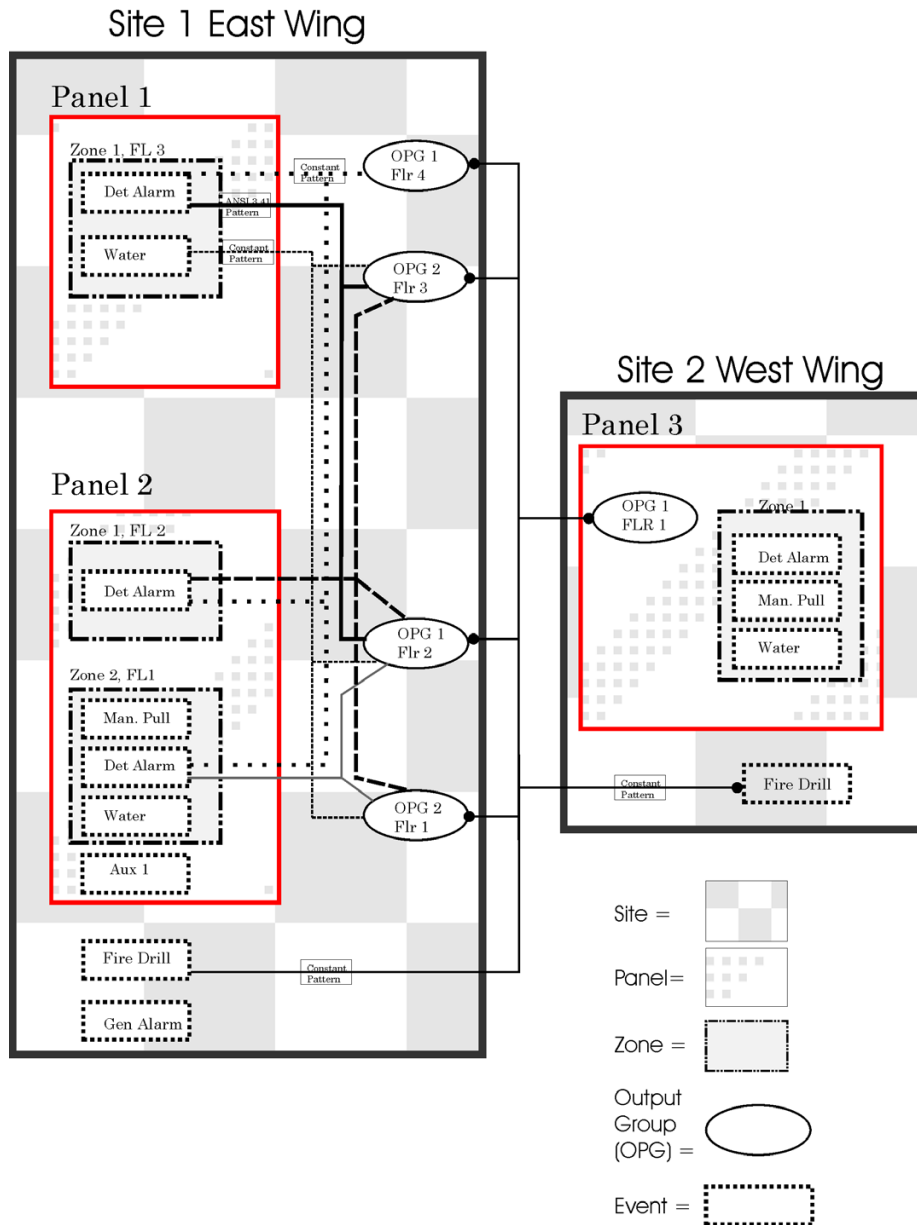 Site 1 East Wing
Panel 1
Zone 1, FL 3
Det Alarm
Water
Constant
Pattern
ANSI 3.41
Pattern
Constant
Pattern
OPG 1
Flr 4
OPG 2
Flr 3
Panel 2
Zone 1, FL 2
Det Alarm
Zone 2, FL1
Man. Pull
Det Alarm
Water
Aux 1
OPG 1
Flr 2
OPG 2
Flr 1
Fire Drill
Constant
Pattern
Gen Alarm
Site 2 West Wing
Panel 3
OPG 1
FLR 1
Zone 1
Det Alarm
Man. Pull
Water
Constant
Pattern
Fire Drill
Site =
Panel=
Zone =
Output
Group
(OPG) =
Event =